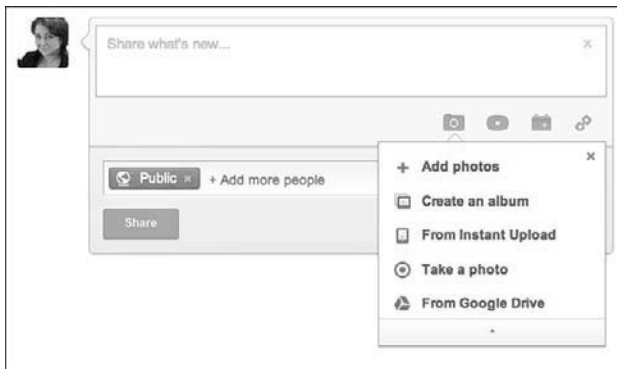 Share what's new...
Public × + Add more people
Share
Add photos
Create an album
From Instant Upload
Take a photo
From Google Drive